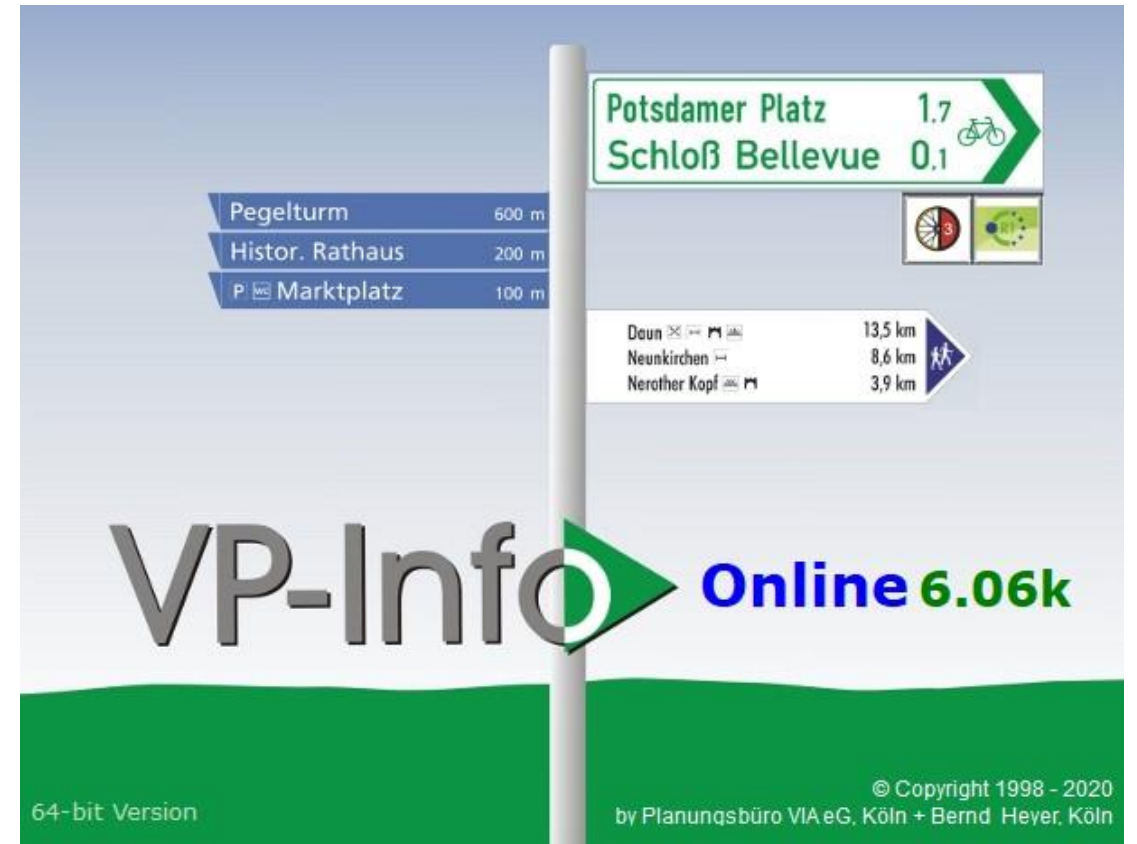 Potsdamer Platz 1,7
Schloß Bellevue 0,1
3 R1
Pegelturm 600 m
Histor. Rathaus 200 m
P WC Marktplatz 100 m
Daun 13,5 km
Neunkirchen 8,6 km
Nerother Kopf 3,9 km
VP-Info Online 6.06k
64-bit Version
© Copyright 1998 - 2020
by Planungsbüro VIA eG, Köln + Bernd Heyer, Köln